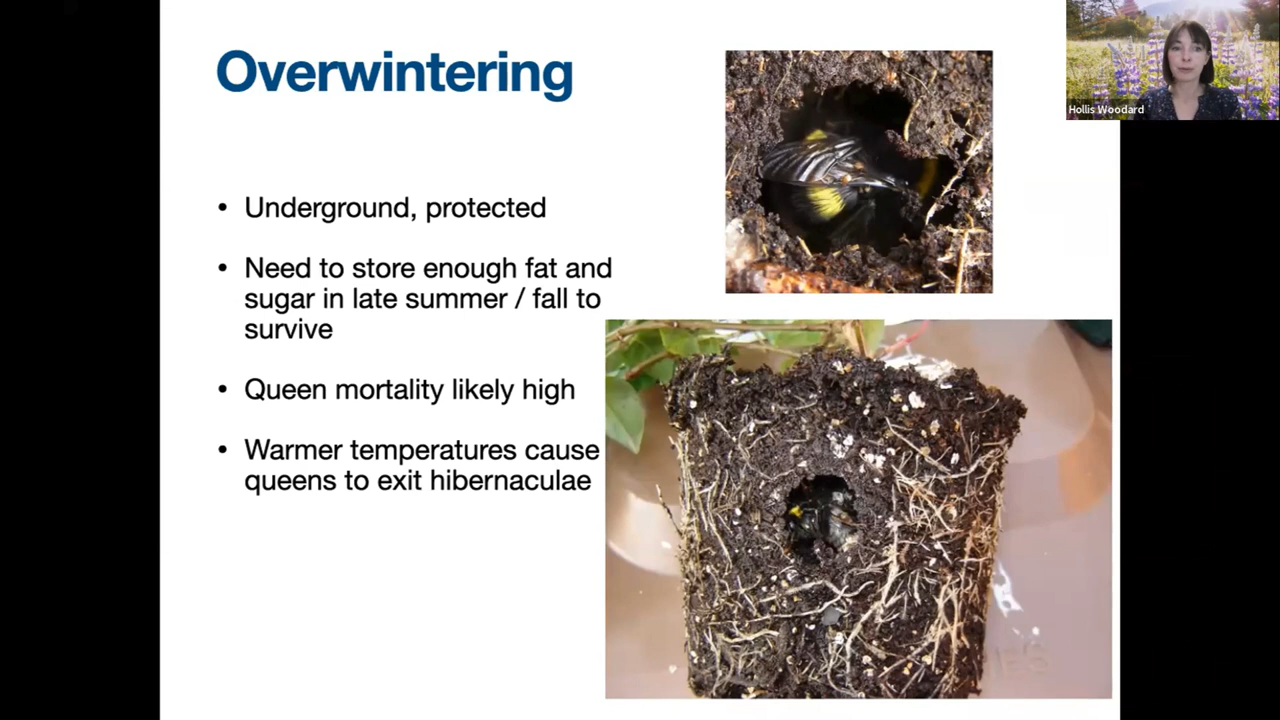 Overwintering
Hollis Woodard
• Underground, protected
• Need to store enough fat and
sugar in late summer / fall to
survive
• Queen mortality likely high
• Warmer temperatures cause
queens to exit hibernaculae